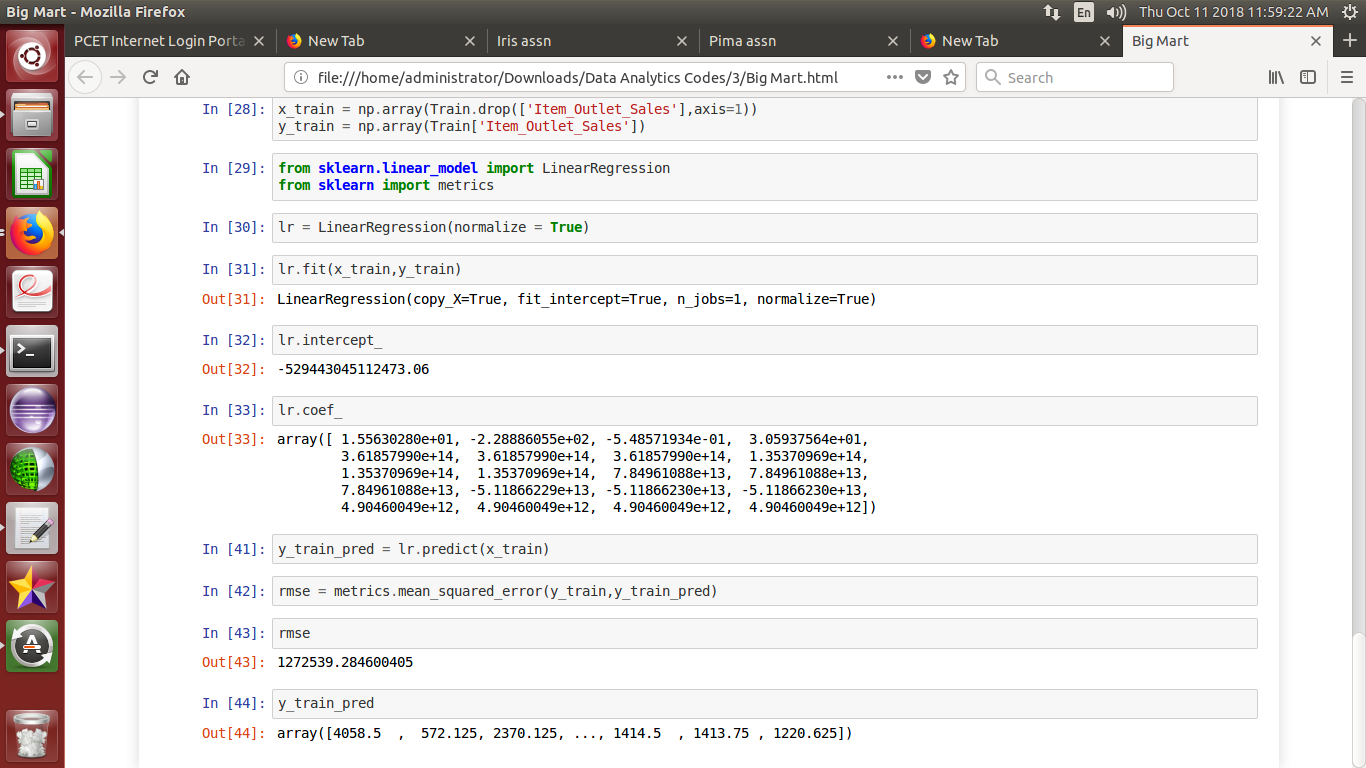 Big Mart - Mozilla Firefox
En
Thu Oct 11 2018 11:59:22 AM
PCET Internet Login Porta
New Tab
Iris assn
Pima assn
New Tab
Big Mart
file:///home/administrator/Downloads/Data Analytics Codes/3/Big Mart.html
Search
In [28]: x_train = np.array(Train.drop(['Item_Outlet_Sales'],axis=1))
y_train = np.array(Train['Item_Outlet_Sales'])
In [29]: from sklearn.linear_model import LinearRegression
from sklearn import metrics
In [30]: lr = LinearRegression(normalize = True)
In [31]: lr.fit(x_train,y_train)
Out[31]: LinearRegression(copy_X=True, fit_intercept=True, n_jobs=1, normalize=True)
In [32]: lr.intercept_
Out[32]: -529443045112473.06
In [33]: lr.coef_
Out[33]: array([ 1.55630280e+01, -2.28886055e+02, -5.48571934e-01,  3.05937564e+01,
3.61857990e+14,  3.61857990e+14,  3.61857990e+14,  1.35370969e+14,
1.35370969e+14,  1.35370969e+14,  7.84961088e+13,  7.84961088e+13,
7.84961088e+13, -5.11866229e+13, -5.11866230e+13, -5.11866230e+13,
4.90460049e+12,  4.90460049e+12,  4.90460049e+12,  4.90460049e+12])
In [41]: y_train_pred = lr.predict(x_train)
In [42]: rmse = metrics.mean_squared_error(y_train,y_train_pred)
In [43]: rmse
Out[43]: 1272539.284600405
In [44]: y_train_pred
Out[44]: array([4058.5  ,  572.125, 2370.125, ..., 1414.5  , 1413.75 , 1220.625])